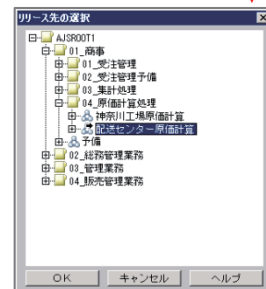 リリース先の選択
AJSROOT1
01_商事
01_受注管理
02_受注管理予備
03_集計処理
04_原価計算処理
神奈川工場原価計算
配送センター原価計算
予備
02_総務管理業務
03_管理業務
04_販売管理業務
OK キャンセル ヘルプ